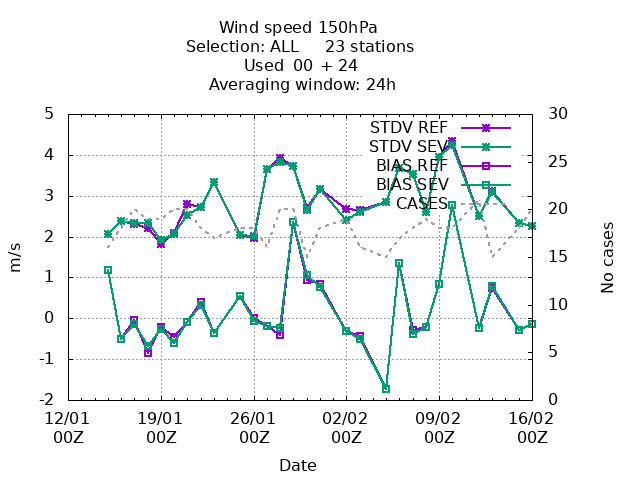 Wind speed 150hPa
Selection: ALL 23 stations
Used 00 + 24
Averaging window: 24h
5 30
STDV REF
STDV SEV
4 25
BIAS REF
BIAS SEV
3 20
CASES
2 15
m/s
No cases
1
0 10
-1 5
-2 0
12/01 19/01 26/01 02/02 09/02 16/02
00Z 00Z 00Z 00Z 00Z 00Z
Date